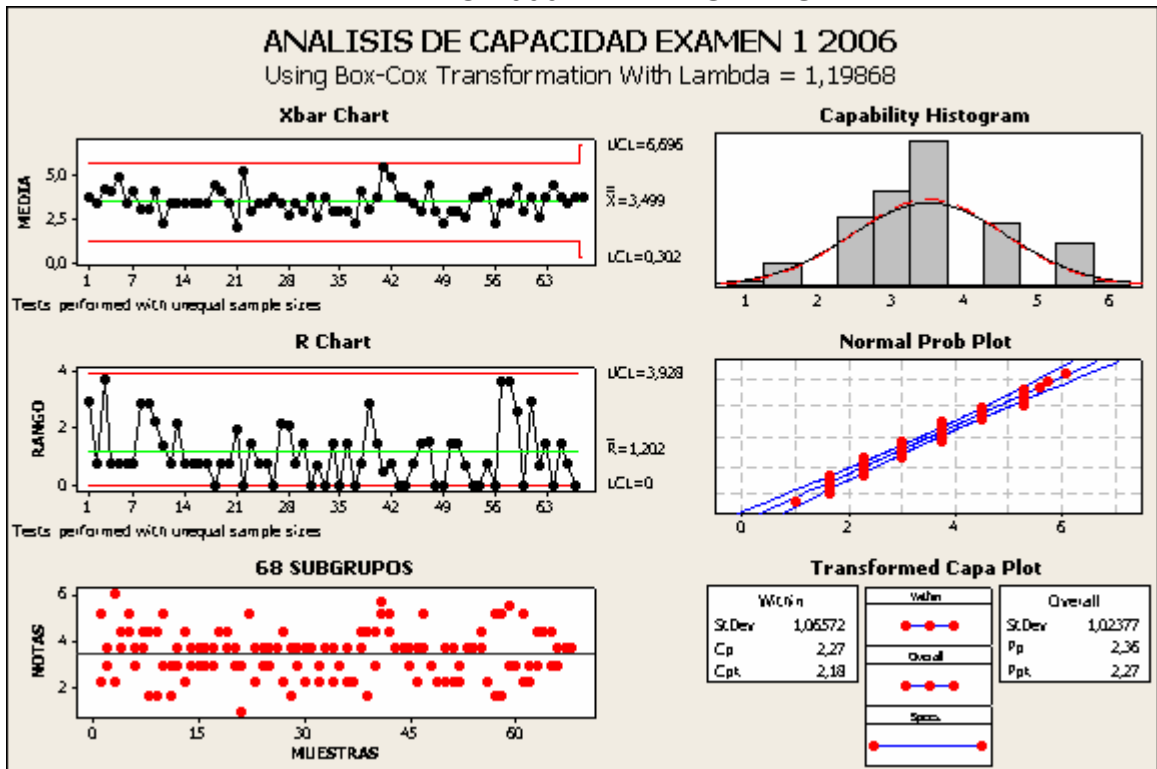 ANALISIS DE CAPACIDAD EXAMEN 1 2006
Using Box-Cox Transformation With Lambda = 1,19868
Xbar Chart
MEDIA
5,0
2,5
0,0
1 7 14 21 28 35 42 49 56 63
UCL=6,696
X=3,499
LCL=0,302
Tests performed with unequal sample sizes
Capability Histogram
1 2 3 4 5 6
R Chart
RANGO
4
2
0
1 7 14 21 28 35 42 49 56 63
UCL=3,928
R=1,202
LCL=0
Tests performed with unequal sample sizes
Normal Prob Plot
0 2 4 6
68 SUBGRUPOS
NOTAS
6
4
2
0 15 30 45 60
MUESTRAS
Transformed Capa Plot
Within
StDev 1,06572
Cp 2,27
Cpk 2,18
Within
Overall
Specs
Overall
StDev 1,02377
Pp 2,36
Ppk 2,27